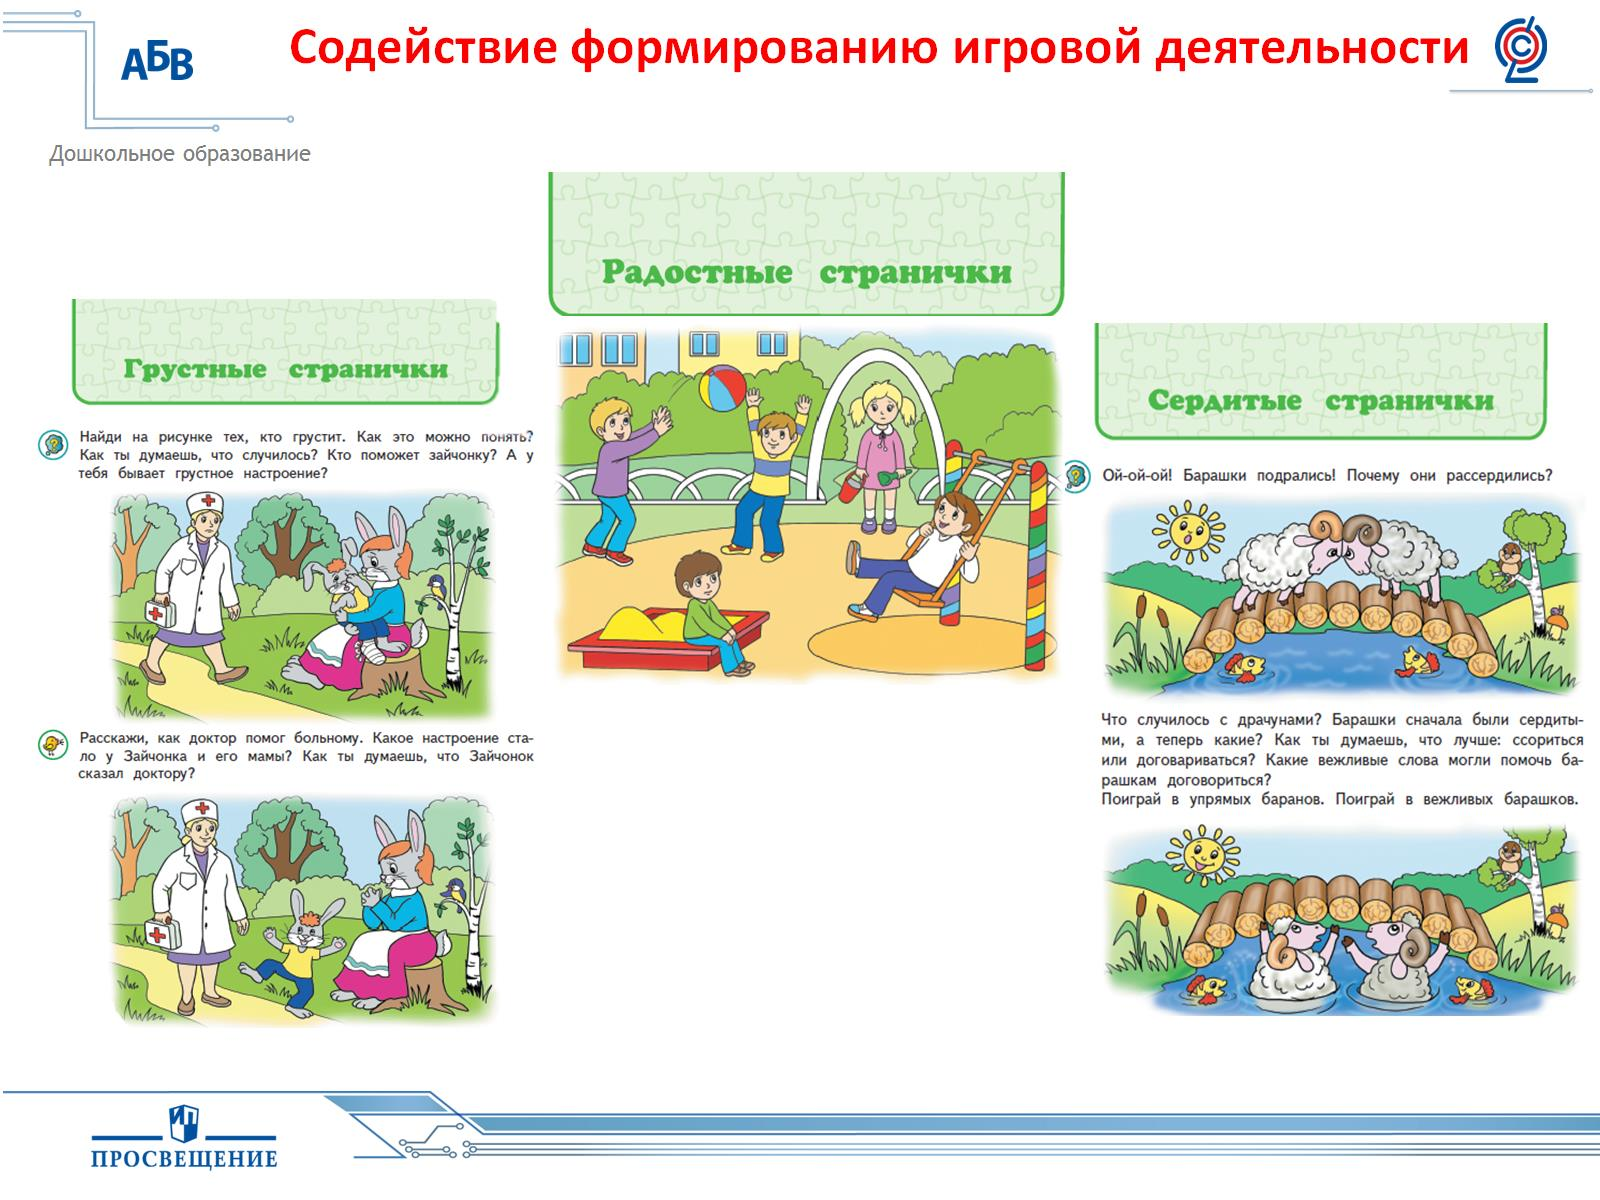 Содействие формированию игровой деятельности
АБВ
Дошкольное образование
Грустные странички
Найди на рисунке тех, кто грустит. Как это можно понять?
Как ты думаешь, что случилось? Кто поможет зайчонку? А у
тебя бывает грустное настроение?
Расскажи, как доктор помог больному. Какое настроение ста-
ло у Зайчонка и его мамы? Как ты думаешь, что Зайчонок
сказал доктору?
Радостные странички
Сердитые странички
Ой-ой-ой! Барашки подрались! Почему они рассердились?
Что случилось с драчунами? Барашки сначала были сердиты-
ми, а теперь какие? Как ты думаешь, что лучше: ссориться
или договариваться? Какие вежливые слова могли помочь ба-
рашкам договориться?
Поиграй в упрямых баранов. Поиграй в вежливых барашков.
ПРОСВЕЩЕНИЕ